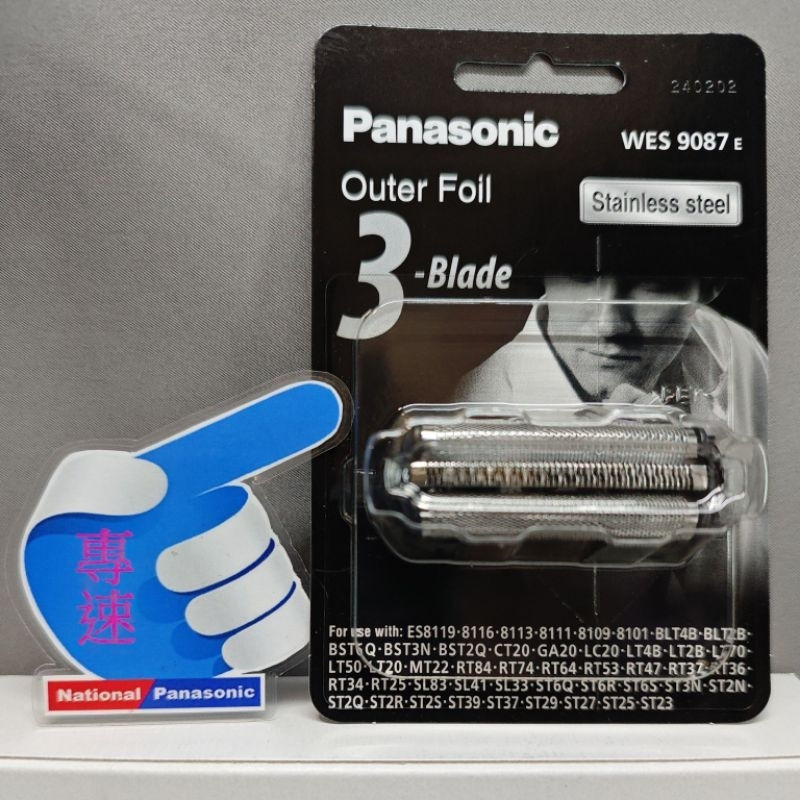 240202
Panasonic
WES 9087 E
Outer Foil
Stainless steel
3-Blade
專速
National Panasonic
For use with: ES8119·8116·8113·8111·8109·8101·BLT4B·BLT2B·
BST6Q·BST3N·BST2Q·CT20·GA20·LC20·LT4B·LT2B·LT70·
LT50·LT20·MT22·RT84·RT74·RT64·RT53·RT47·RT37·RT36·
RT34·RT25·SL83·SL41·SL33·ST6Q·ST6R·ST6S·ST3N·ST2N·
ST2Q·ST2R·ST2S·ST39·ST37·ST29·ST27·ST25·ST23